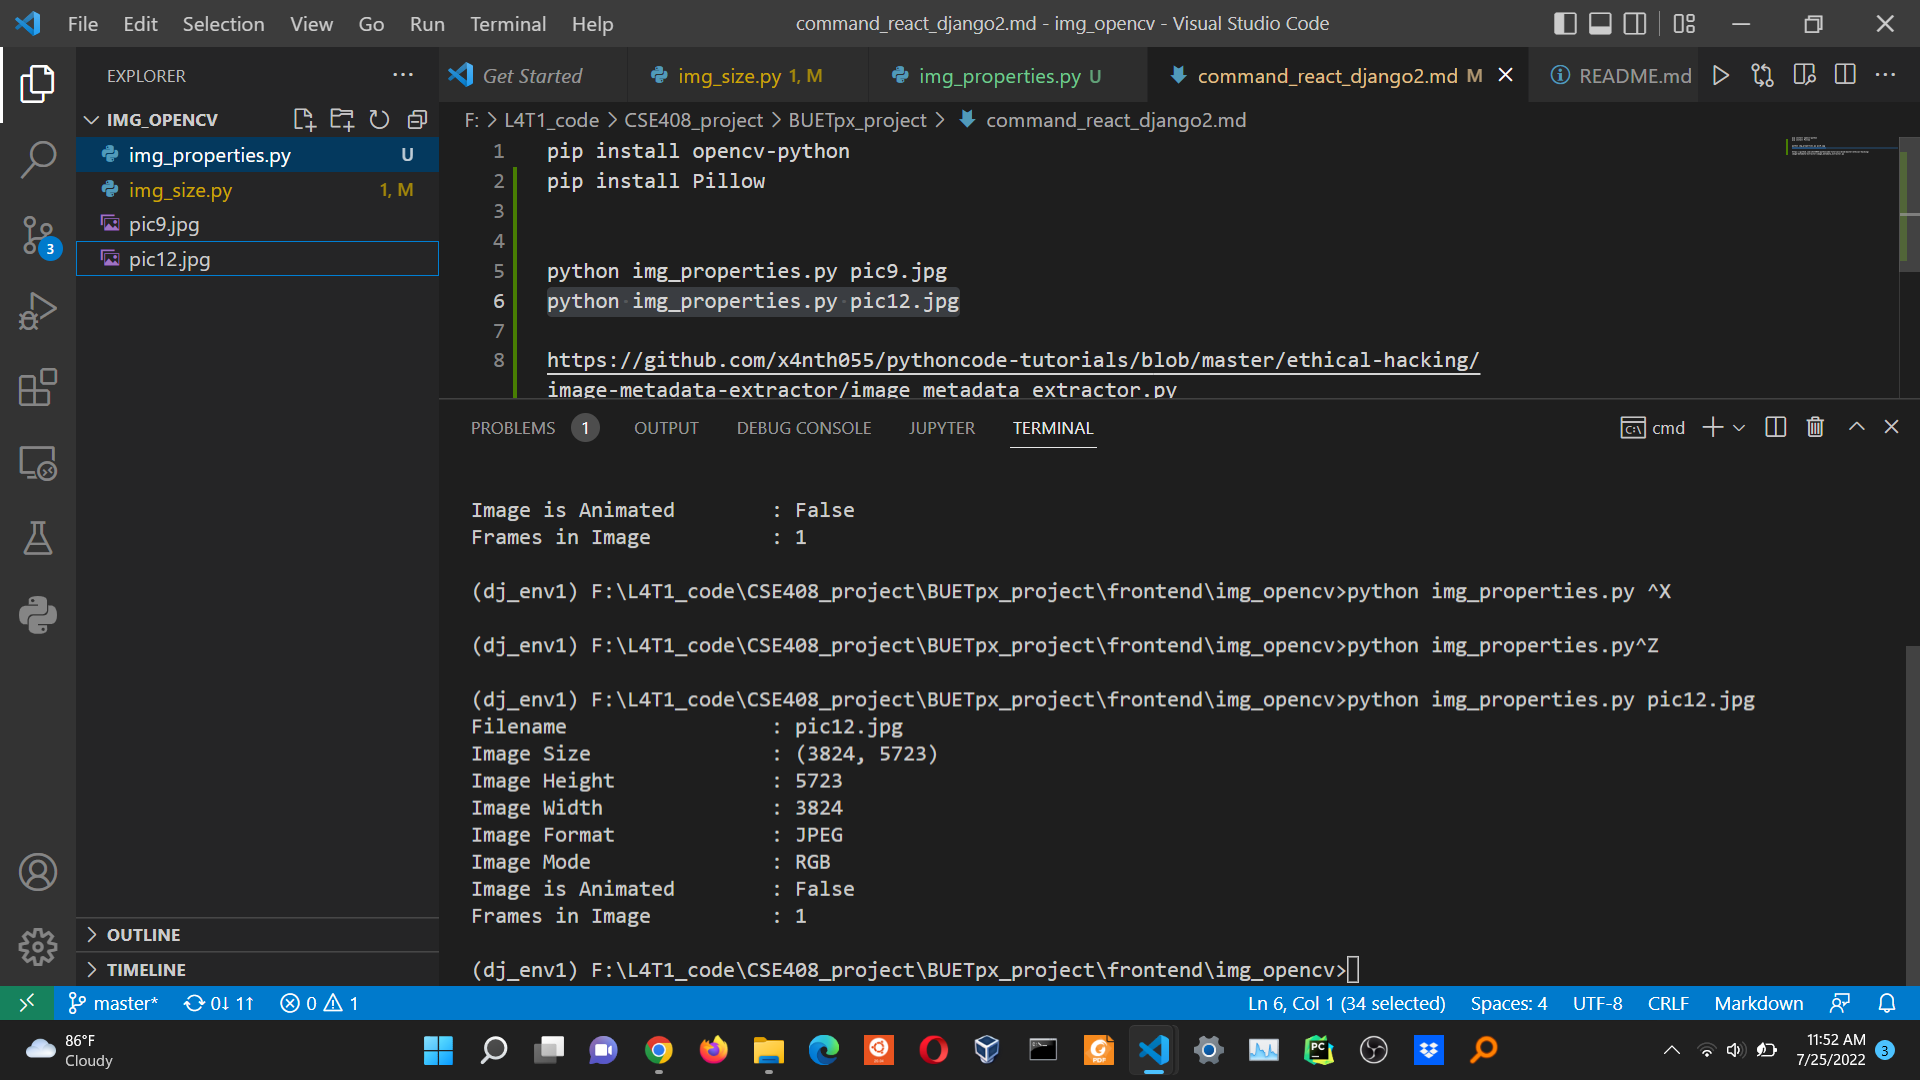 File Edit Selection View Go Run Terminal Help
command_react_django2.md - img_opencv - Visual Studio Code
EXPLORER
Get Started
img_size.py 1, M
img_properties.py U
command_react_django2.md M
README.md
IMG_OPENCV
img_properties.py U
img_size.py 1, M
pic9.jpg
pic12.jpg
3
F: > L4T1_code > CSE408_project > BUETpx_project > command_react_django2.md
1 pip install opencv-python
2 pip install Pillow
3
4
5 python img_properties.py pic9.jpg
6 python img_properties.py pic12.jpg
7
8 https://github.com/x4nth055/pythoncode-tutorials/blob/master/ethical-hacking/
image-metadata-extractor/image_metadata_extractor.py
PROBLEMS 1 OUTPUT DEBUG CONSOLE JUPYTER TERMINAL
cmd
Image is Animated : False
Frames in Image : 1
(dj_env1) F:\L4T1_code\CSE408_project\BUETpx_project\frontend\img_opencv>python img_properties.py ^X
(dj_env1) F:\L4T1_code\CSE408_project\BUETpx_project\frontend\img_opencv>python img_properties.py^Z
(dj_env1) F:\L4T1_code\CSE408_project\BUETpx_project\frontend\img_opencv>python img_properties.py pic12.jpg
Filename : pic12.jpg
Image Size : (3824, 5723)
Image Height : 5723
Image Width : 3824
Image Format : JPEG
Image Mode : RGB
Image is Animated : False
Frames in Image : 1
(dj_env1) F:\L4T1_code\CSE408_project\BUETpx_project\frontend\img_opencv>
OUTLINE
TIMELINE
master* 0↓ 1↑ 0 1
Ln 6, Col 1 (34 selected) Spaces: 4 UTF-8 CRLF Markdown
86°F
Cloudy
11:52 AM
7/25/2022
3